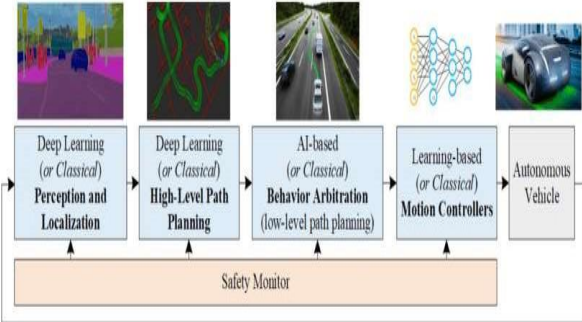 Deep Learning
(or Classical)
Perception and
Localization
Deep Learning
(or Classical)
High-Level Path
Planning
AI-based
(or Classical)
Behavior Arbitration
(low-level path planning)
Learning-based
(or Classical)
Motion Controllers
Autonomous
Vehicle
Safety Monitor